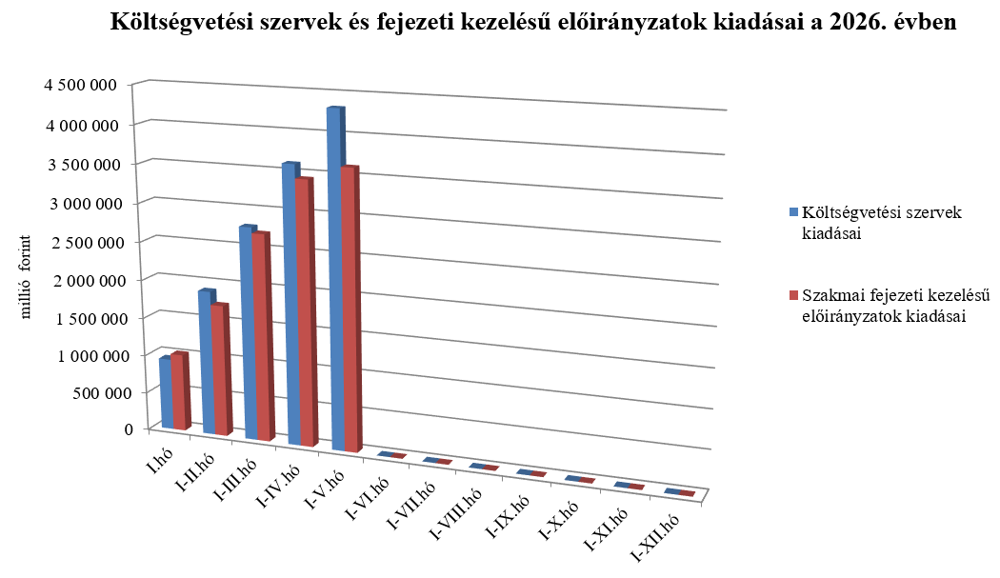 Költségvetési szervek és fejezeti kezelésű előirányzatok kiadásai a 2026. évben
4 500 000
4 000 000
3 500 000
3 000 000
2 500 000
2 000 000
1 500 000
1 000 000
500 000
0
millió forint
I.hó
I-II.hó
I-III.hó
I-IV.hó
I-V.hó
I-VI.hó
I-VII.hó
I-VIII.hó
I-IX.hó
I-X.hó
I-XI.hó
I-XII.hó
Költségvetési szervek
kiadásai
Szakmai fejezeti kezelésű
előirányzatok kiadásai